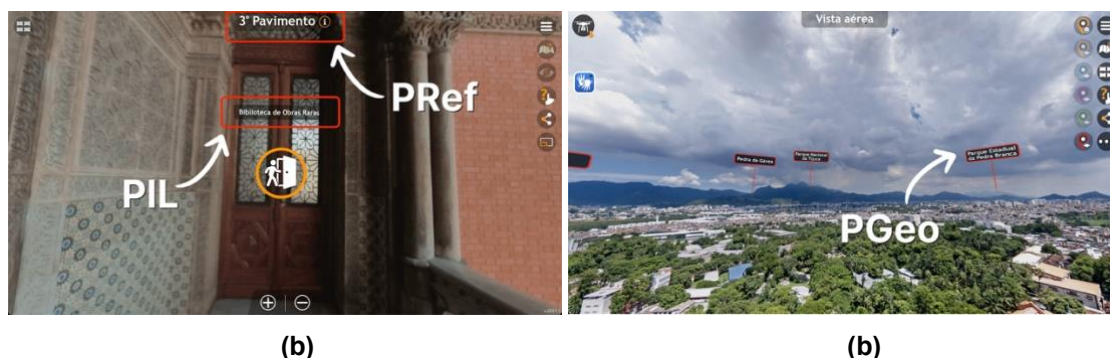 3° Pavimento
PRef
Biblioteca de Obras Raras
PIL
(b)
Vista aérea
Pedra da Gávea
Parque Nacional
da Tijuca
Parque Estadual
da Pedra Branca
PGeo
(b)